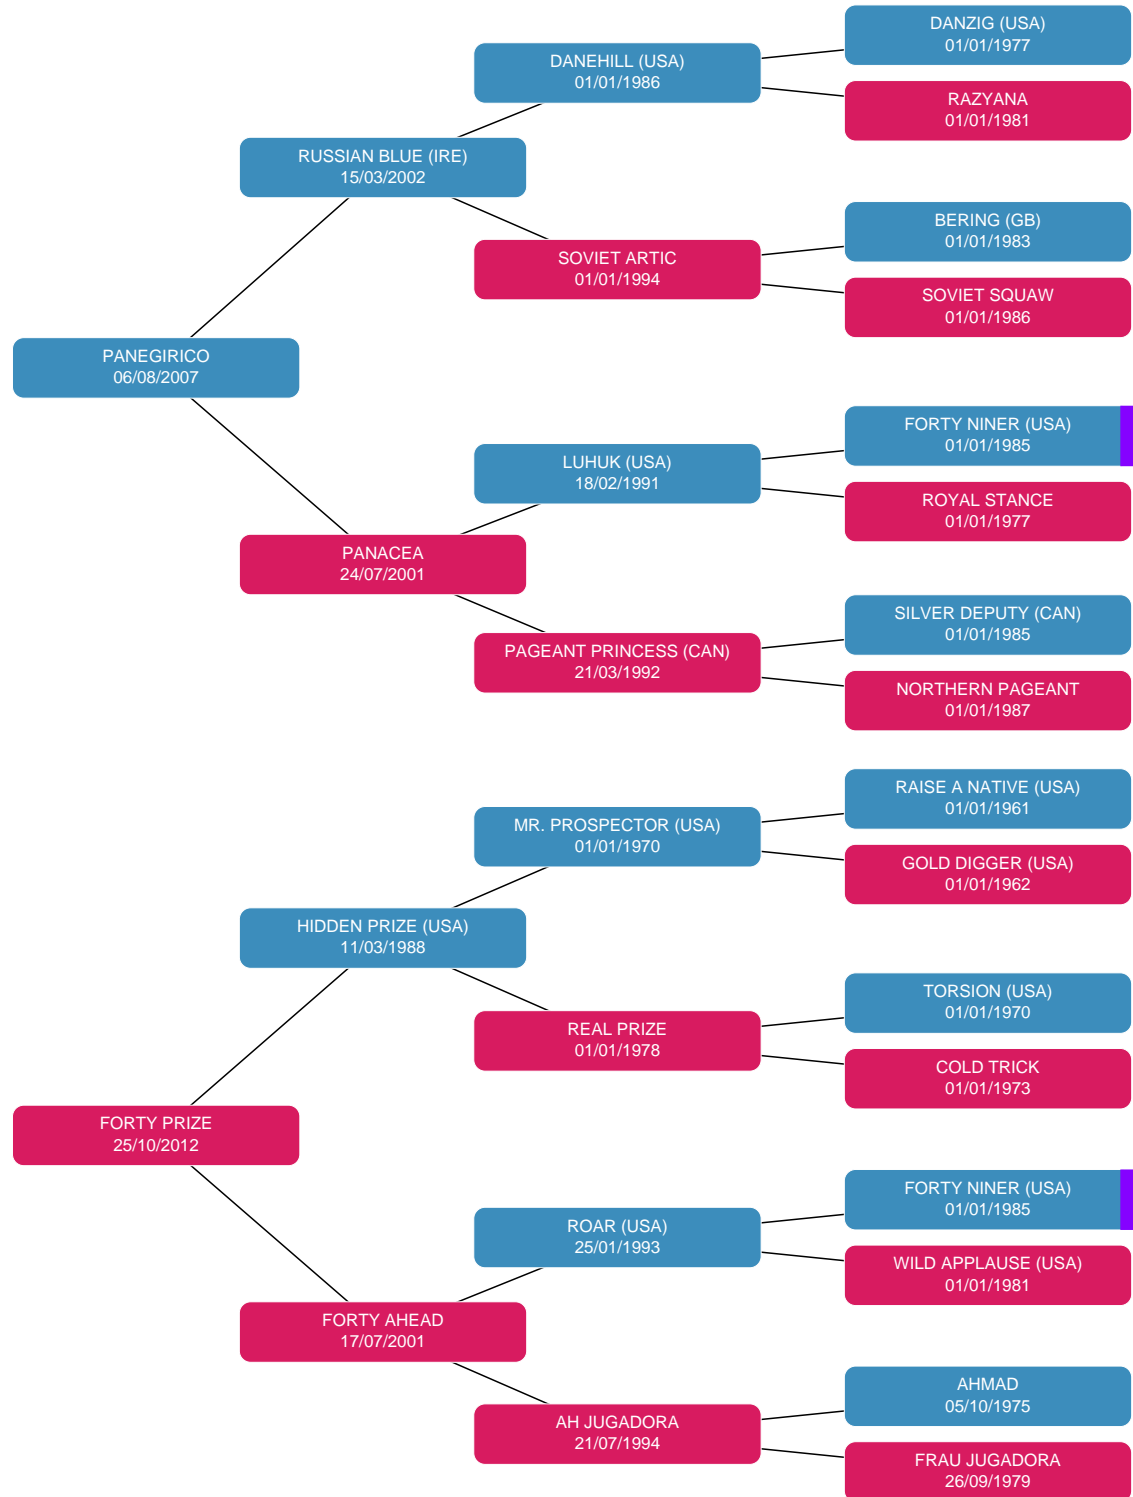 DANZIG (USA)
01/01/1977
DANEHILL (USA)
01/01/1986
RAZYANA
01/01/1981
RUSSIAN BLUE (IRE)
15/03/2002
BERING (GB)
01/01/1983
SOVIET ARTIC
01/01/1994
SOVIET SQUAW
01/01/1986
PANEGIRICO
06/08/2007
FORTY NINER (USA)
01/01/1985
LUHUK (USA)
18/02/1991
ROYAL STANCE
01/01/1977
PANACEA
24/07/2001
SILVER DEPUTY (CAN)
01/01/1985
PAGEANT PRINCESS (CAN)
21/03/1992
NORTHERN PAGEANT
01/01/1987
RAISE A NATIVE (USA)
01/01/1961
MR. PROSPECTOR (USA)
01/01/1970
GOLD DIGGER (USA)
01/01/1962
HIDDEN PRIZE (USA)
11/03/1988
TORSION (USA)
01/01/1970
REAL PRIZE
01/01/1978
COLD TRICK
01/01/1973
FORTY PRIZE
25/10/2012
FORTY NINER (USA)
01/01/1985
ROAR (USA)
25/01/1993
WILD APPLAUSE (USA)
01/01/1981
FORTY AHEAD
17/07/2001
AHMAD
05/10/1975
AH JUGADORA
21/07/1994
FRAU JUGADORA
26/09/1979